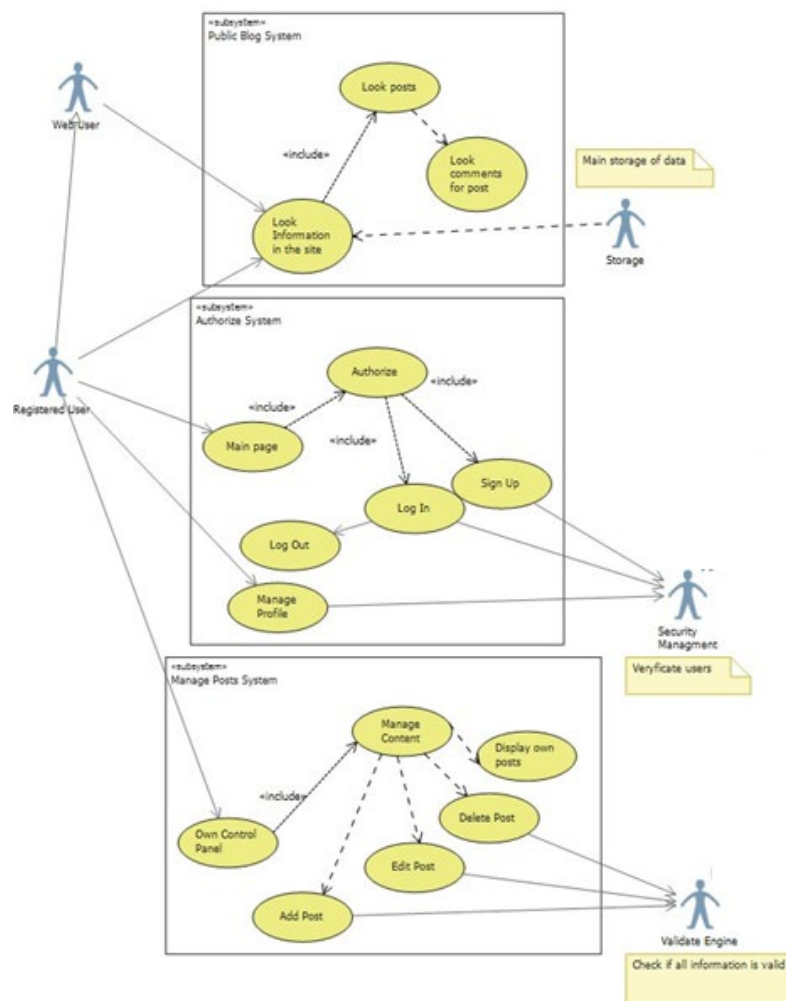 «subsystem»
Public Blog System
Look posts
Web User
«include»
Look
comments
for post
Main storage of data
Look
Information
in the site
Storage
«subsystem»
Authorize System
Authorize
«include»
Registered User
«include»
Main page
«include»
Sign Up
Log In
Log Out
Manage
Profile
Security
Managment
Veryficate users
«subsystem»
Manage Posts System
Manage
Content
Display own
posts
«include»
Delete Post
Own Control
Panel
Edit Post
Add Post
Validate Engine
Check if all information is valid